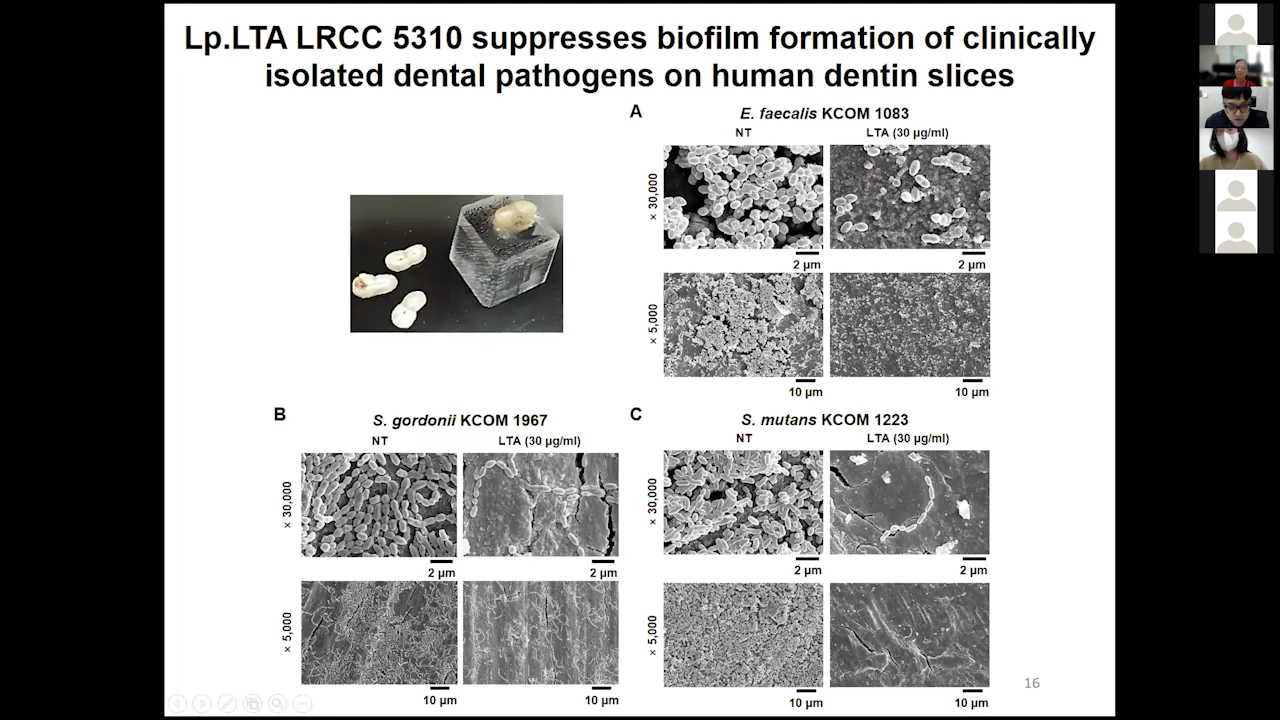 Lp.LTA LRCC 5310 suppresses biofilm formation of clinically
isolated dental pathogens on human dentin slices
A
E. faecalis KCOM 1083
NT
LTA (30 µg/ml)
× 30,000
2 µm
2 µm
× 5,000
10 µm
10 µm
B
S. gordonii KCOM 1967
NT
LTA (30 µg/ml)
× 30,000
2 µm
2 µm
× 5,000
10 µm
10 µm
C
S. mutans KCOM 1223
NT
LTA (30 µg/ml)
× 30,000
2 µm
2 µm
× 5,000
10 µm
10 µm
16